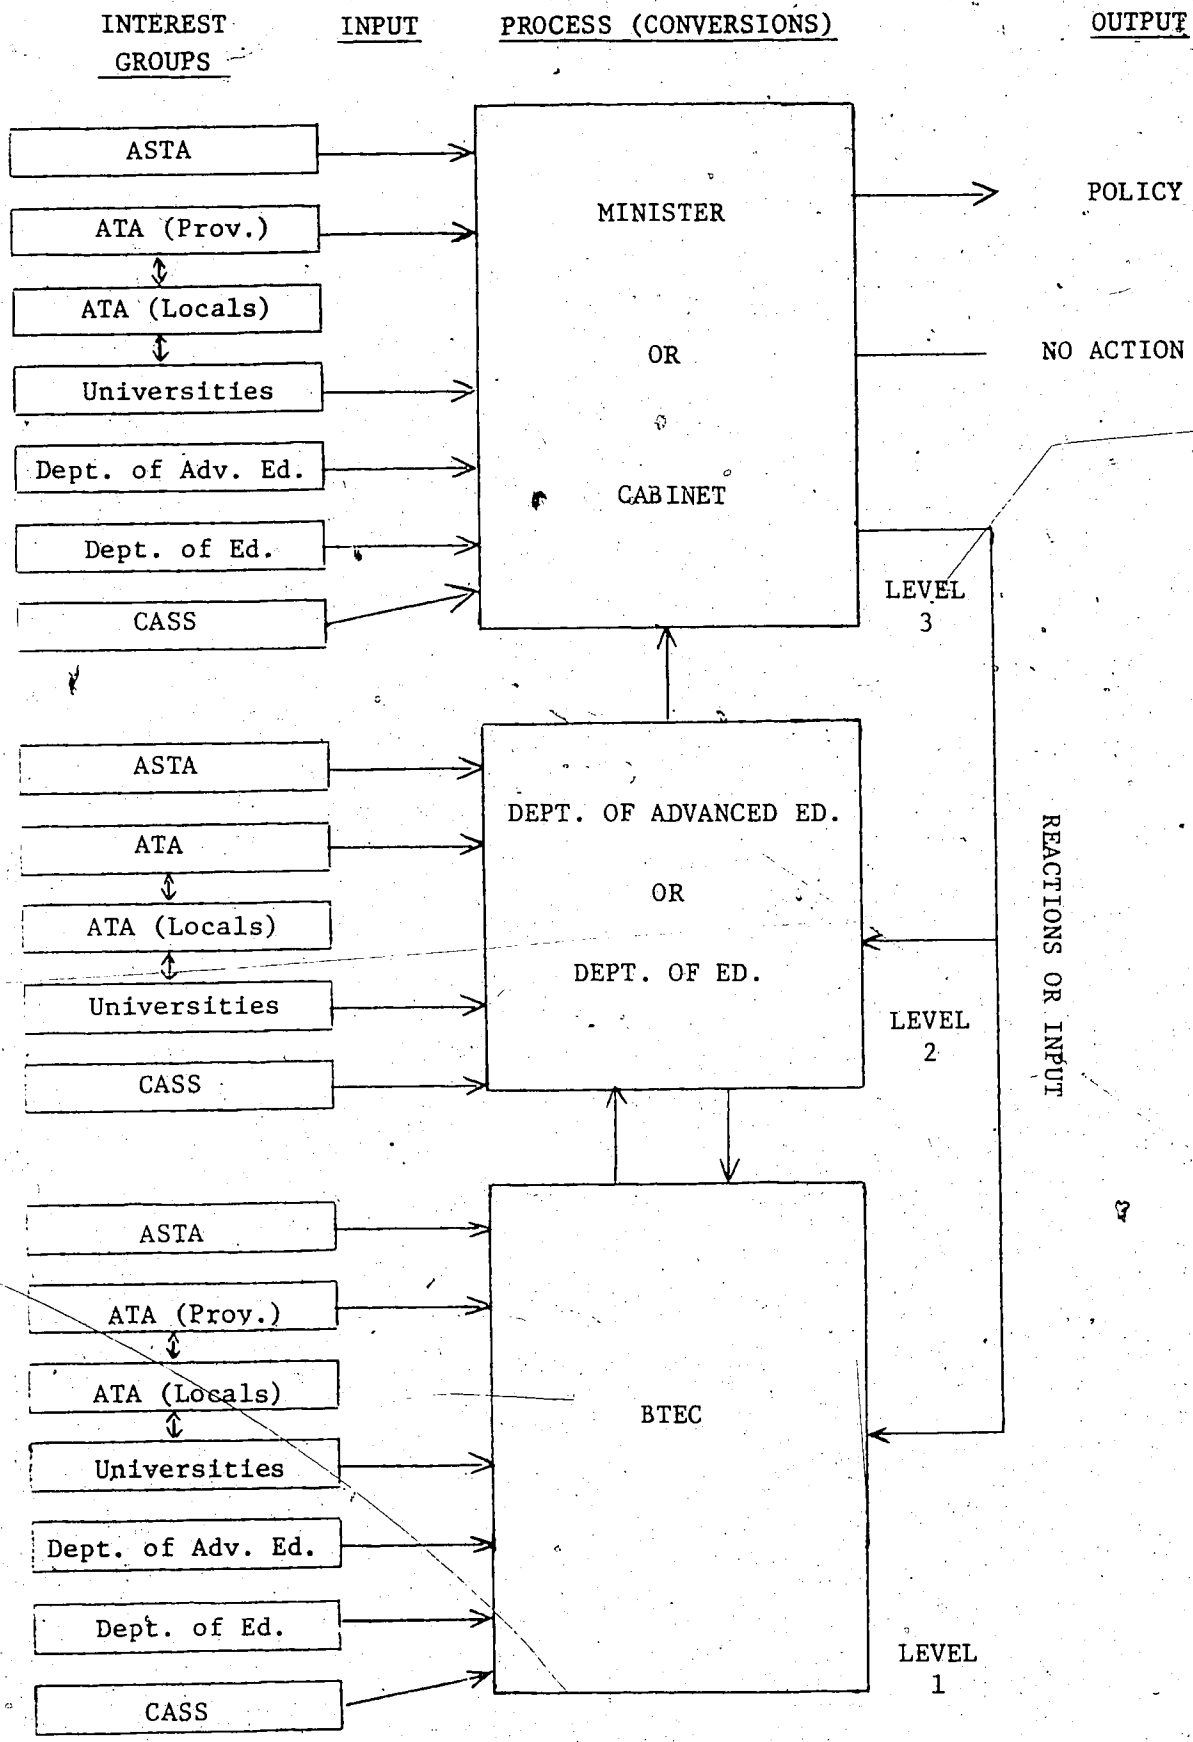 INTEREST GROUPS
INPUT
PROCESS (CONVERSIONS)
OUTPUT
ASTA
ATA (Prov.)
ATA (Locals)
Universities
Dept. of Adv. Ed.
Dept. of Ed.
CASS
MINISTER
OR
CABINET
POLICY
NO ACTION
LEVEL
3
ASTA
ATA
ATA (Locals)
Universities
CASS
DEPT. OF ADVANCED ED.
OR
DEPT. OF ED.
LEVEL
2
REACTIONS OR INPUT
ASTA
ATA (Prov.)
ATA (Locals)
Universities
Dept. of Adv. Ed.
Dept. of Ed.
CASS
BTEC
LEVEL
1